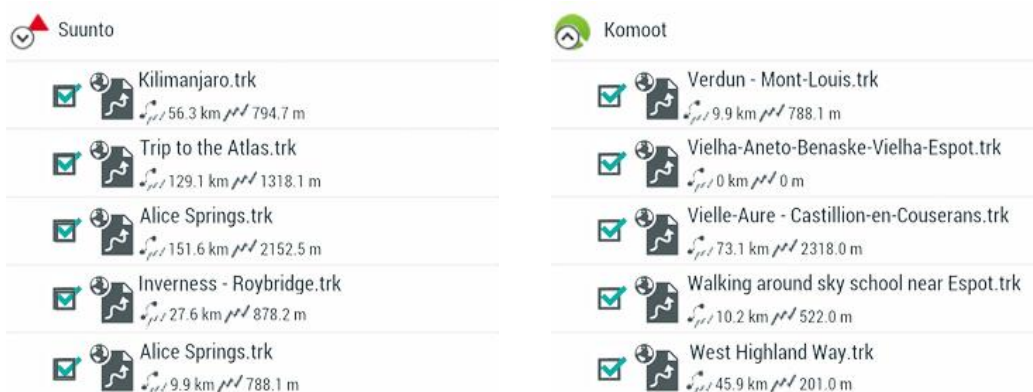 Suunto
Kilimanjaro.trk
56.3 km 794.7 m
Trip to the Atlas.trk
129.1 km 1318.1 m
Alice Springs.trk
151.6 km 2152.5 m
Inverness - Roybridge.trk
27.6 km 878.2 m
Alice Springs.trk
9.9 km 788.1 m
Komoot
Verdun - Mont-Louis.trk
9.9 km 788.1 m
Vielha-Aneto-Benaske-Vielha-Espot.trk
0 km 0 m
Vielle-Aure - Castillion-en-Couserans.trk
73.1 km 2318.0 m
Walking around sky school near Espot.trk
10.2 km 522.0 m
West Highland Way.trk
45.9 km 201.0 m